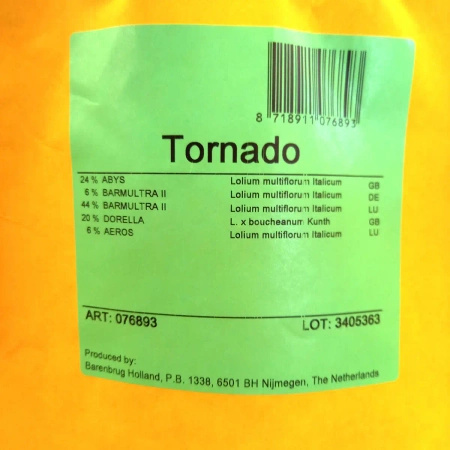 8 718911 076893
Tornado
24 % ABYS Lolium multiflorum Italicum GB
6 % BARMULTRA II Lolium multiflorum Italicum DE
44 % BARMULTRA II Lolium multiflorum Italicum LU
20 % DORELLA L. x boucheanum Kunth GB
6 % AEROS Lolium multiflorum Italicum LU
ART: 076893 LOT: 3405363
Produced by:
Barenbrug Holland, P.B. 1338, 6501 BH Nijmegen, The Netherlands